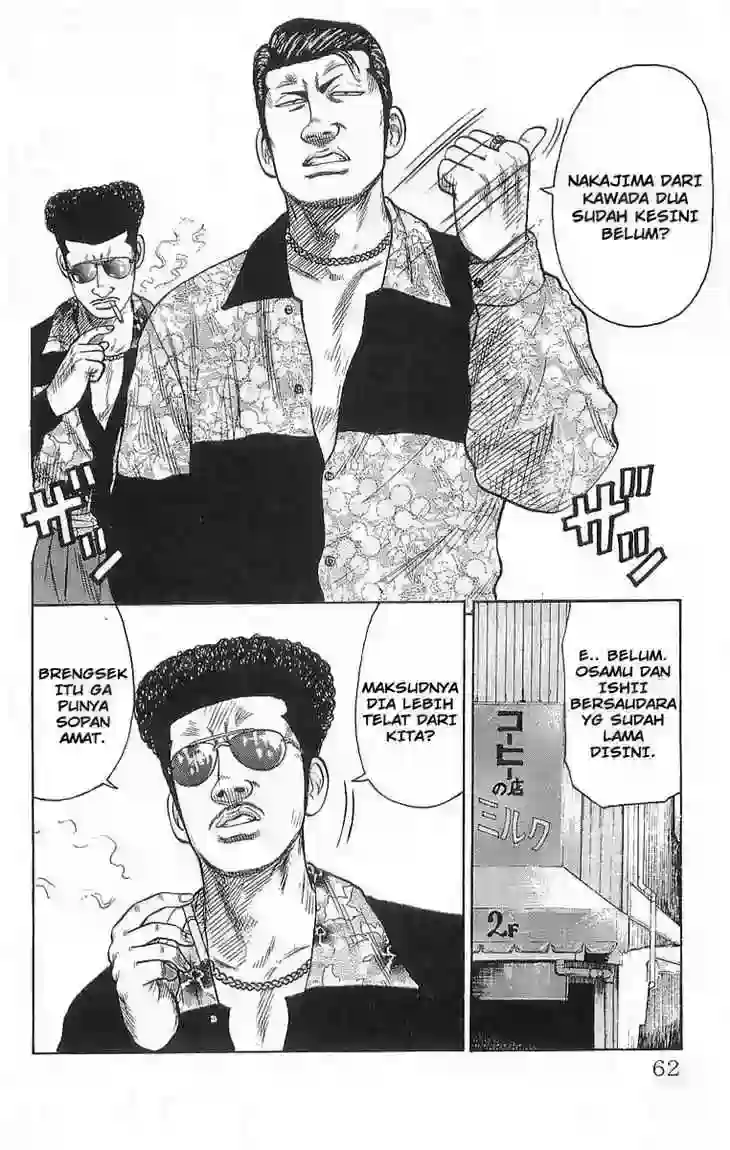 NAKAJIMA DARI
KAWADA DUA
SUDAH KESINI
BELUM?
ザザッ
ザザッ
E.. BELUM.
OSAMU DAN
ISHII
BERSAUDARA
YG SUDAH
LAMA
DISINI.
コーヒー
の店
ミルク
2F
MAKSUDNYA
DIA LEBIH
TELAT DARI
KITA?
BRENGSEK
ITU GA
PUNYA
SOPAN
AMAT.
62